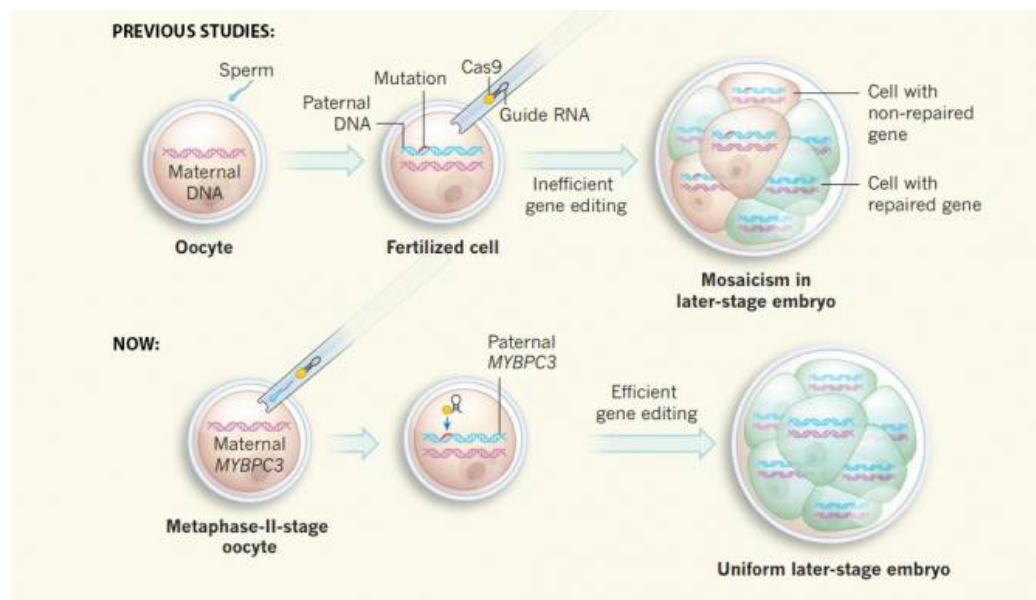 PREVIOUS STUDIES:
Sperm
Maternal
DNA
Oocyte
Paternal
DNA
Mutation
Cas9
Guide RNA
Fertilized cell
Inefficient
gene editing
Cell with
non-repaired
gene
Cell with
repaired gene
Mosaicism in
later-stage embryo
NOW:
Maternal
MYBPC3
Metaphase-II-stage
oocyte
Paternal
MYBPC3
Efficient
gene editing
Uniform later-stage embryo